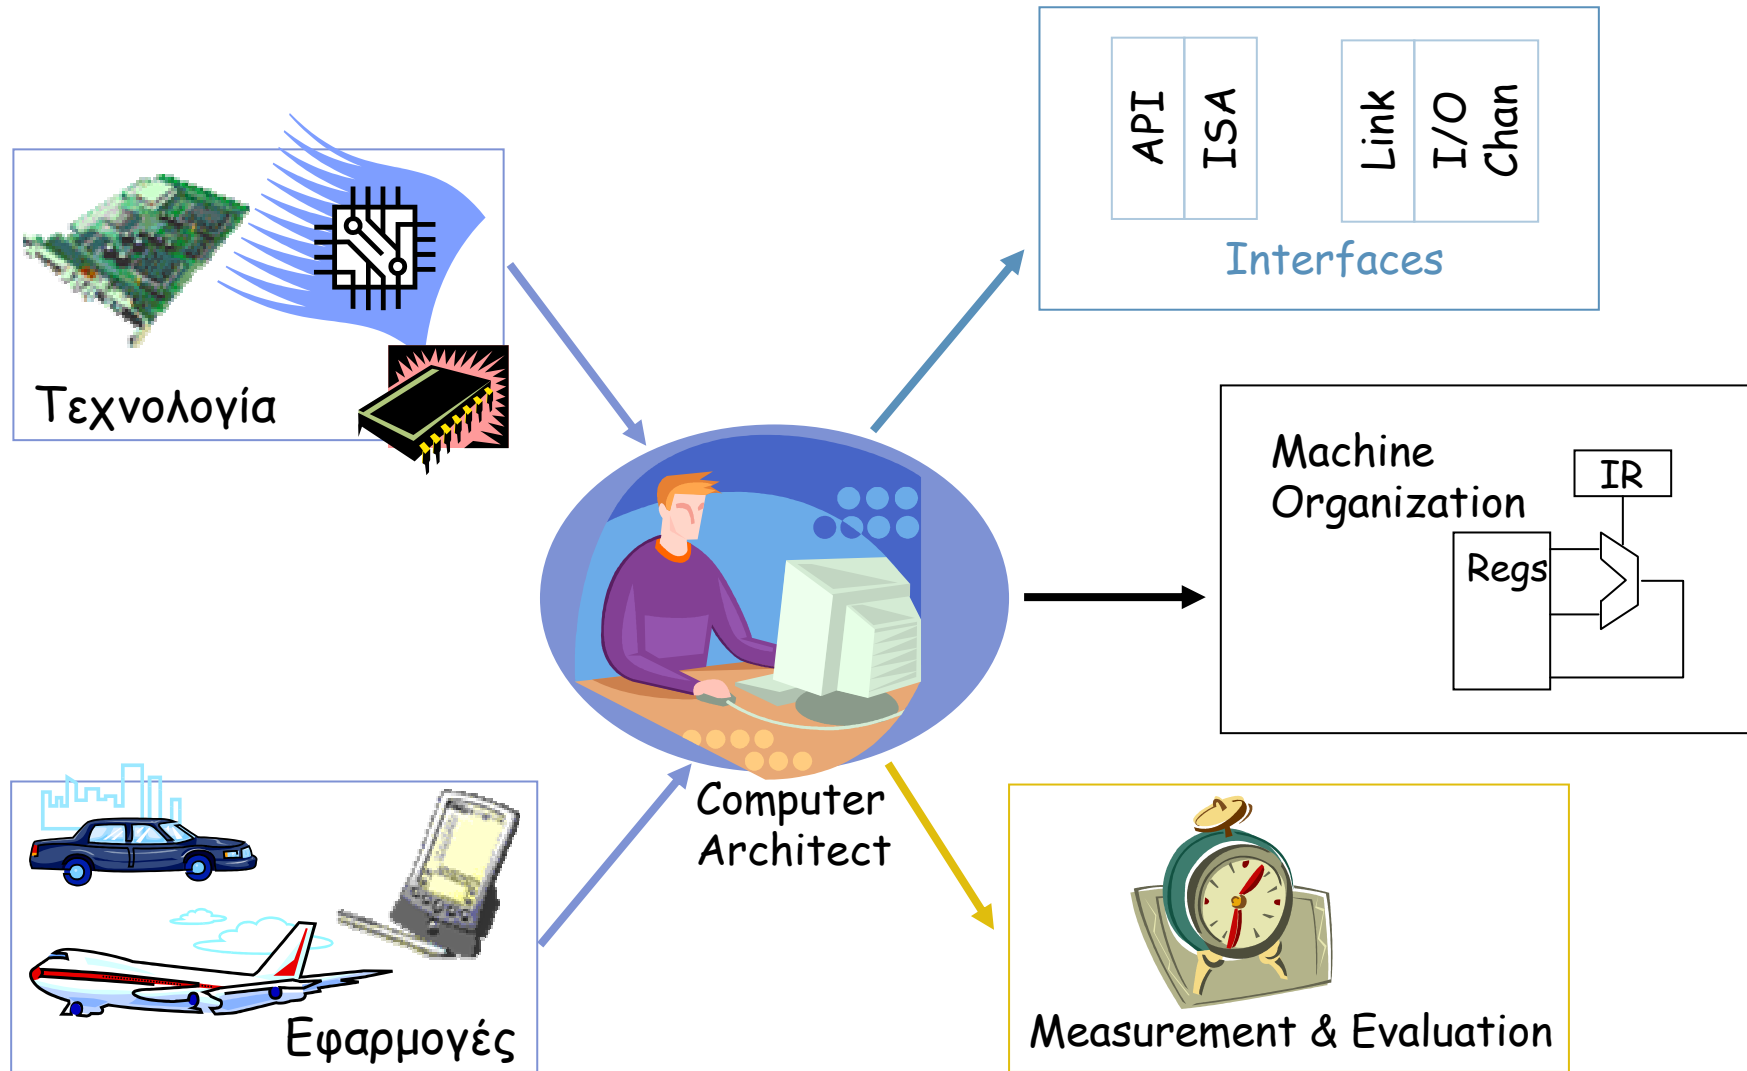 Τεχνολογία
Εφαρμογές
Computer
Architect
API
ISA
Link
I/O
Chan
Interfaces
Machine
Organization
IR
Regs
Measurement & Evaluation